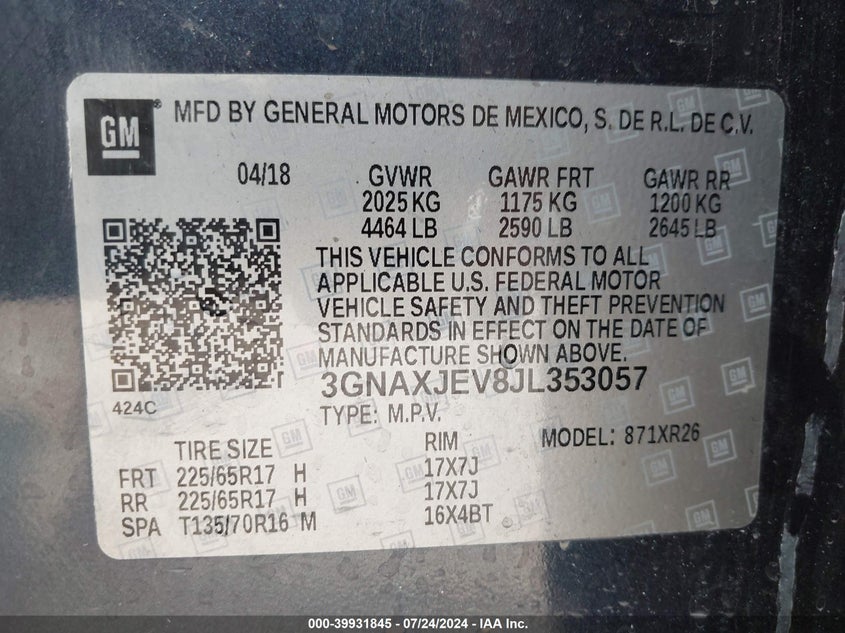 GM
® MFD BY GENERAL MOTORS DE MEXICO, S. DE R.L. DE C.V.
04/18 GVWR GAWR FRT GAWR RR
2025 KG 1175 KG 1200 KG
4464 LB 2590 LB 2645 LB
THIS VEHICLE CONFORMS TO ALL
APPLICABLE U.S. FEDERAL MOTOR
VEHICLE SAFETY AND THEFT PREVENTION
STANDARDS IN EFFECT ON THE DATE OF
MANUFACTURE SHOWN ABOVE.
3GNAXJEV8JL353057
424C
TYPE: M.P.V.
MODEL: 871XR26
TIRE SIZE RIM
FRT 225/65R17 H 17X7J
RR 225/65R17 H 17X7J
SPA T135/70R16 M 16X4BT
000-39931845 - 07/24/2024 - IAA Inc.